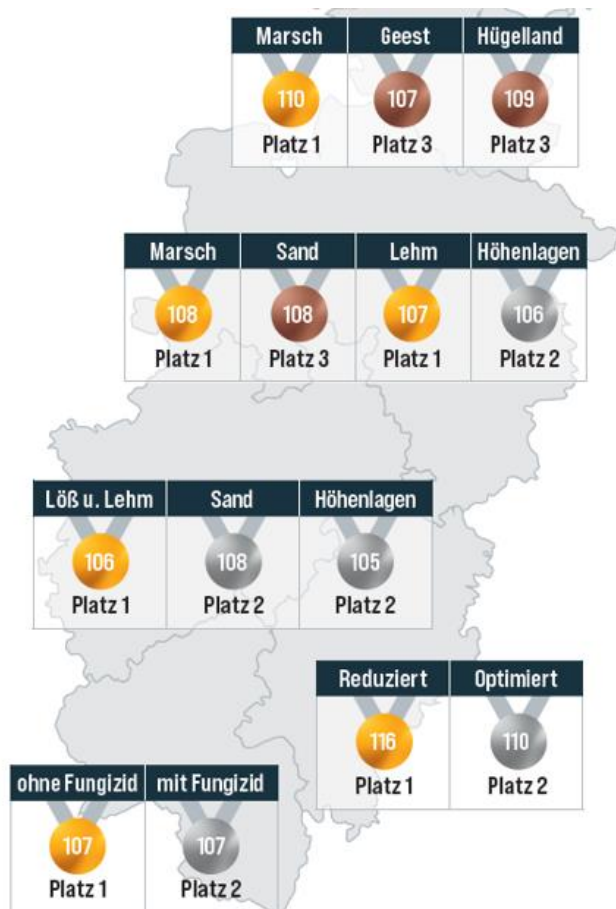 Marsch Geest Hügelland
110 107 109
Platz 1 Platz 3 Platz 3
Marsch Sand Lehm Höhenlagen
108 108 107 106
Platz 1 Platz 3 Platz 1 Platz 2
Löß u. Lehm Sand Höhenlagen
106 108 105
Platz 1 Platz 2 Platz 2
Reduziert Optimiert
116 110
Platz 1 Platz 2
ohne Fungizid mit Fungizid
107 107
Platz 1 Platz 2